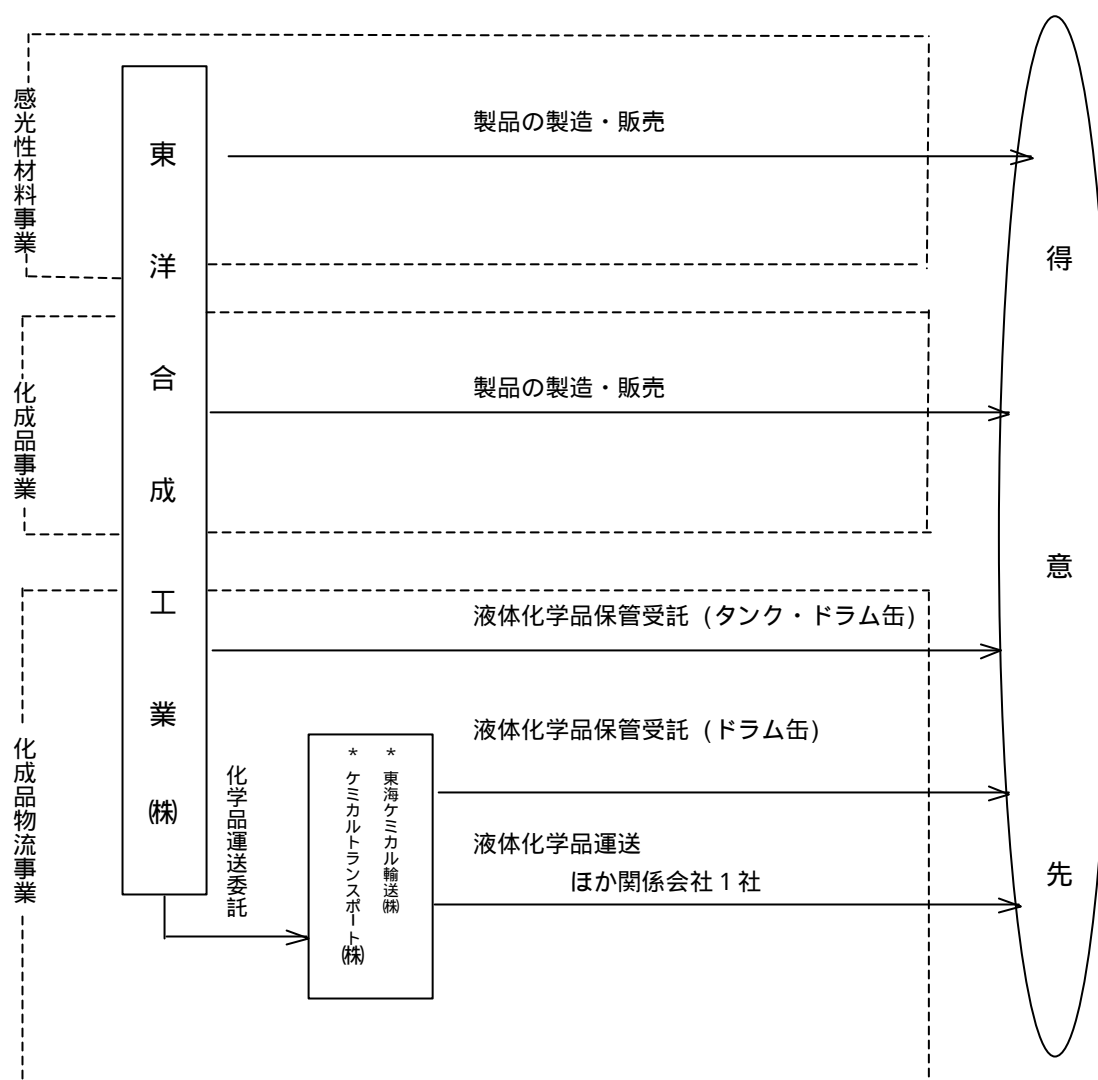 感光性材料事業
化成品事業
化成品物流事業
東洋合成工業㈱
製品の製造・販売
製品の製造・販売
液体化学品保管受託 (タンク・ドラム缶)
液体化学品保管受託 (ドラム缶)
液体化学品運送
ほか関係会社1社
化学品運送委託
* 東海ケミカル輸送㈱
* ケミカルトランスポート㈱
得意先